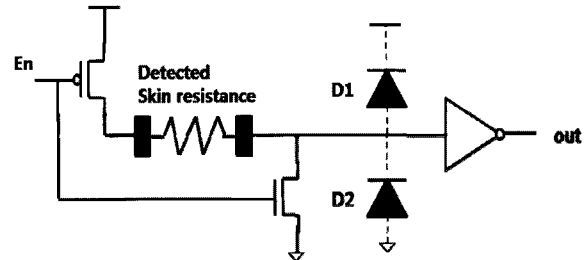 En
Detected
Skin resistance
D1
out
D2